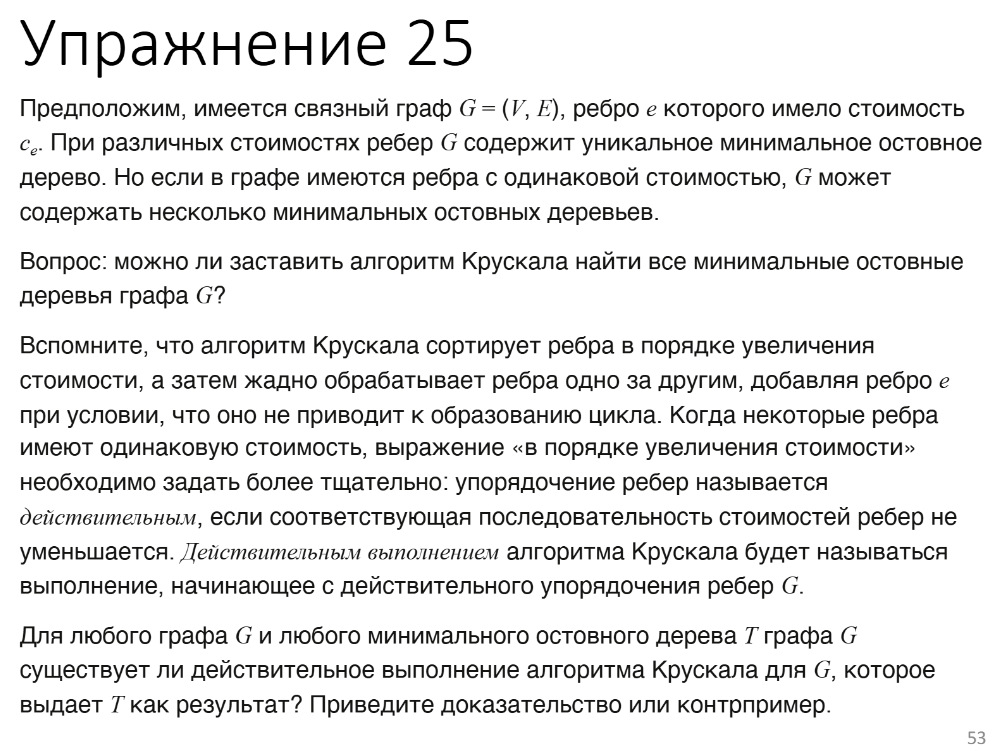 Упражнение 25
Предположим, имеется связный граф G = (V, E), ребро e которого имело стоимость
cₑ. При различных стоимостях ребер G содержит уникальное минимальное остовное
дерево. Но если в графе имеются ребра с одинаковой стоимостью, G может
содержать несколько минимальных остовных деревьев.
Вопрос: можно ли заставить алгоритм Крускала найти все минимальные остовные
деревья графа G?
Вспомните, что алгоритм Крускала сортирует ребра в порядке увеличения
стоимости, а затем жадно обрабатывает ребра одно за другим, добавляя ребро e
при условии, что оно не приводит к образованию цикла. Когда некоторые ребра
имеют одинаковую стоимость, выражение «в порядке увеличения стоимости»
необходимо задать более тщательно: упорядочение ребер называется
действительным, если соответствующая последовательность стоимостей ребер не
уменьшается. Действительным выполнением алгоритма Крускала будет называться
выполнение, начинающее с действительного упорядочения ребер G.
Для любого графа G и любого минимального остовного дерева T графа G
существует ли действительное выполнение алгоритма Крускала для G, которое
выдает T как результат? Приведите доказательство или контрпример.
53